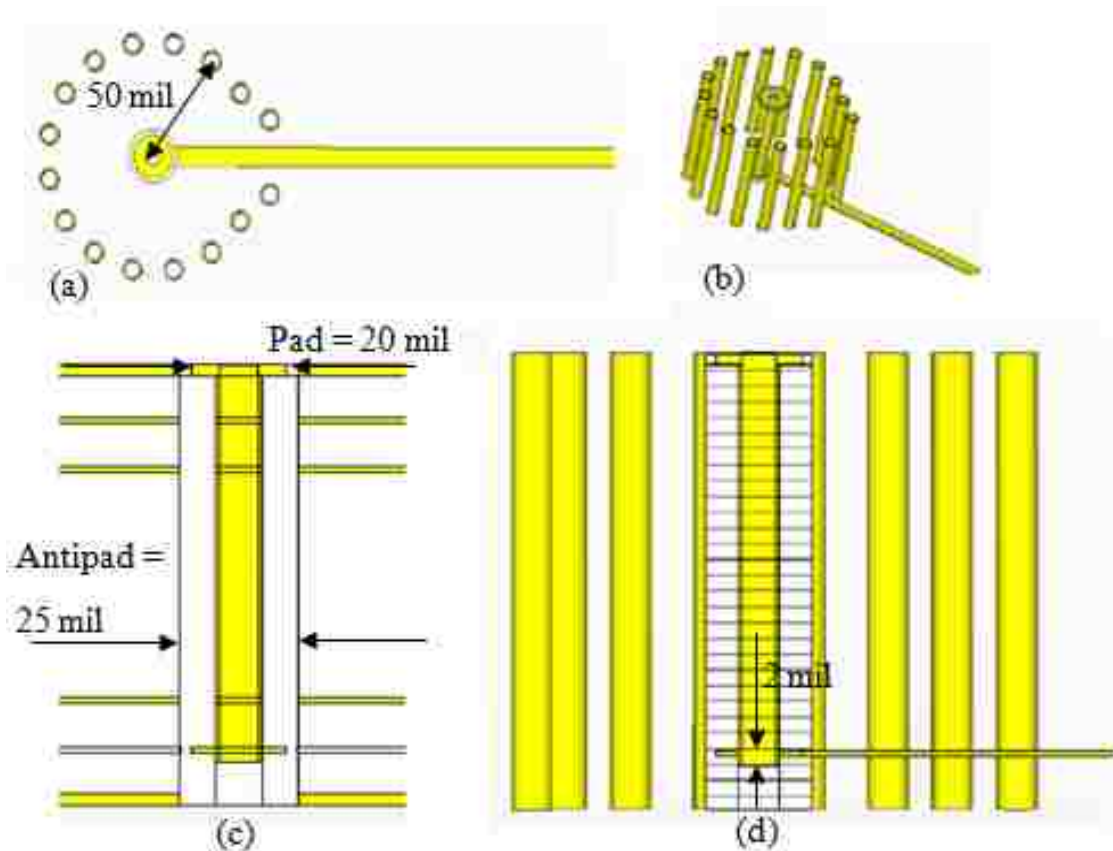 50 mil
(a)
(b)
Pad = 20 mil
Antipad =
25 mil
2 mil
(c)
(d)